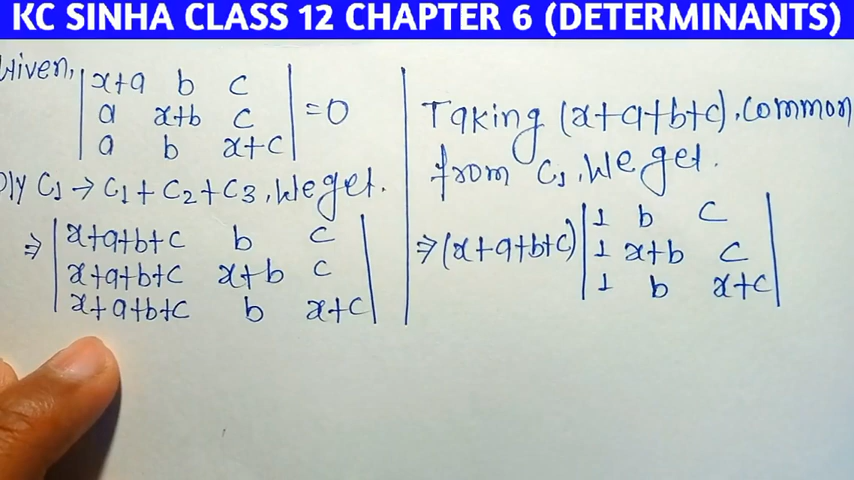 KC SINHA CLASS 12 CHAPTER 6 (DETERMINANTS)
Given,
| x+a b c |
| a x+b c | =0
| a b x+c |
ply C1 → C1 + C2 + C3, We get.
| x+a+b+c b c |
⇒ | x+a+b+c x+b c |
| x+a+b+c b x+c |
Taking (x+a+b+c). Common
from C1, We get.
| 1 b c |
⇒ (x+a+b+c) | 1 x+b c |
| 1 b x+c |